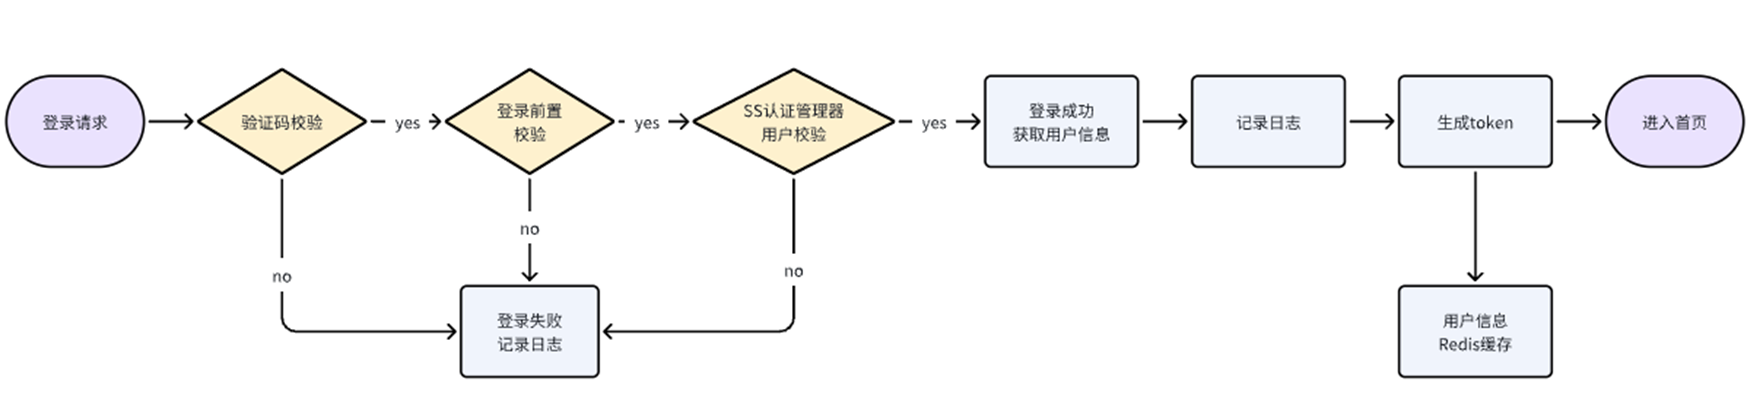 登录请求
验证码校验
yes
登录前置
校验
yes
SS认证管理器
用户校验
yes
登录成功
获取用户信息
记录日志
生成token
进入首页
no
no
no
登录失败
记录日志
用户信息
Redis缓存